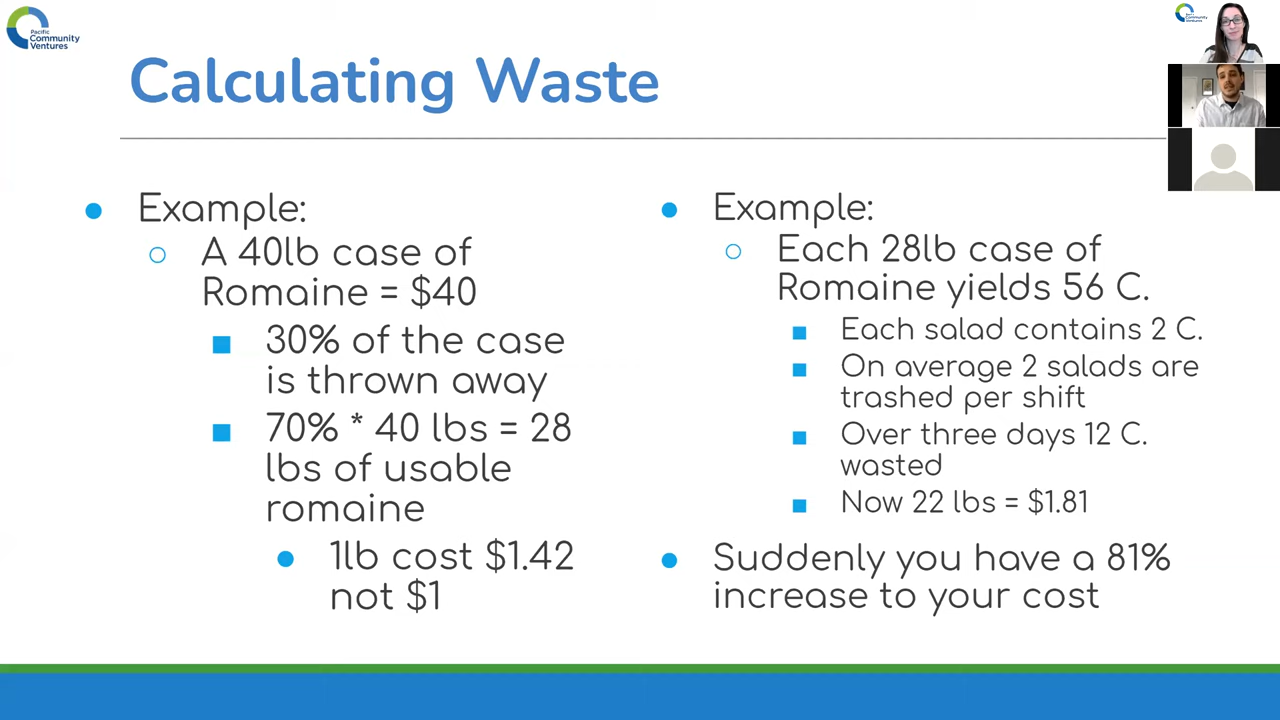 Pacific
Community
Ventures
Calculating Waste
Example:
A 40lb case of
Romaine = $40
30% of the case
is thrown away
70% * 40 lbs = 28
lbs of usable
romaine
1lb cost $1.42
not $1
Example:
Each 28lb case of
Romaine yields 56 C.
Each salad contains 2 C.
On average 2 salads are
trashed per shift
Over three days 12 C.
wasted
Now 22 lbs = $1.81
Suddenly you have a 81%
increase to your cost
Community
Ventures